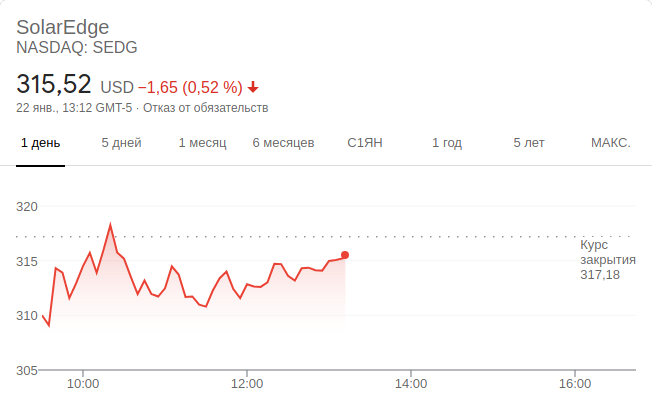 SolarEdge
NASDAQ: SEDG
315,52 USD −1,65 (0,52 %)
22 янв., 13:12 GMT-5 · Отказ от обязательств
1 день 5 дней 1 месяц 6 месяцев С1ЯН 1 год 5 лет МАКС.
320
Курс
315 закрытия
317,18
310
305
10:00 12:00 14:00 16:00